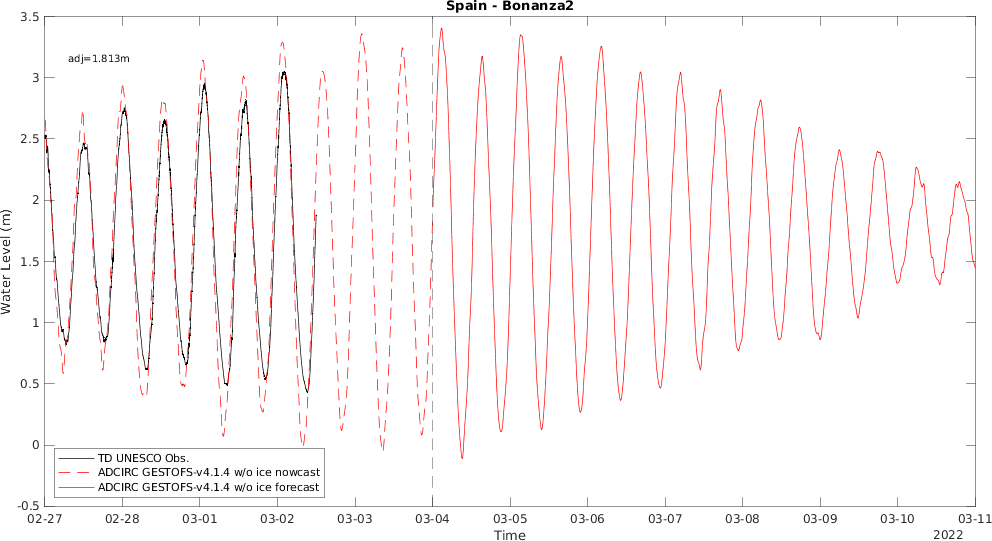 Spain - Bonanza2
adj=1.813m
Water Level (m)
3.5
3
2.5
2
1.5
1
0.5
0
-0.5
TD UNESCO Obs.
ADCIRC GESTOFS-v4.1.4 w/o ice nowcast
ADCIRC GESTOFS-v4.1.4 w/o ice forecast
02-27 02-28 03-01 03-02 03-03 03-04 03-05 03-06 03-07 03-08 03-09 03-10 03-11
Time
2022